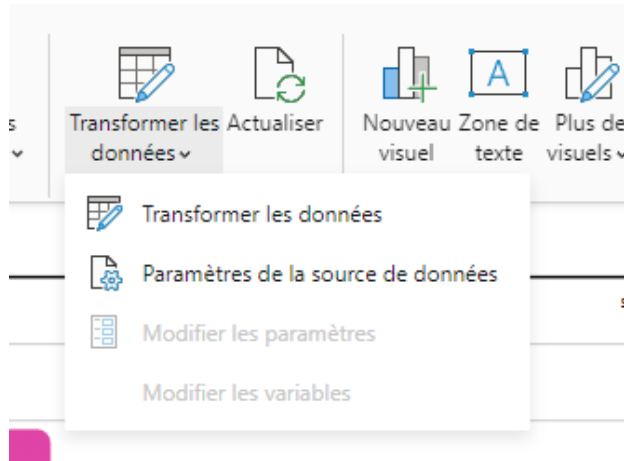 Transformer les Actualiser
données
Nouveau Zone de Plus de
visuel texte visuels
A
Transformer les données
Paramètres de la source de données
Modifier les paramètres
Modifier les variables